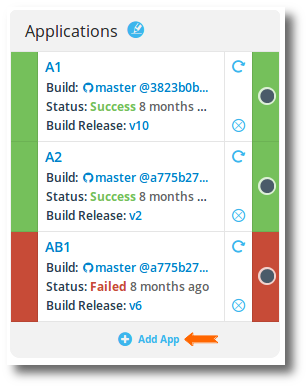 Applications
A1
Build: master @3823b0b...
Status: Success 8 months ...
Build Release: v10
A2
Build: master @a775b27...
Status: Success 8 months ...
Build Release: v2
AB1
Build: master @a775b27...
Status: Failed 8 months ago
Build Release: v6
Add App